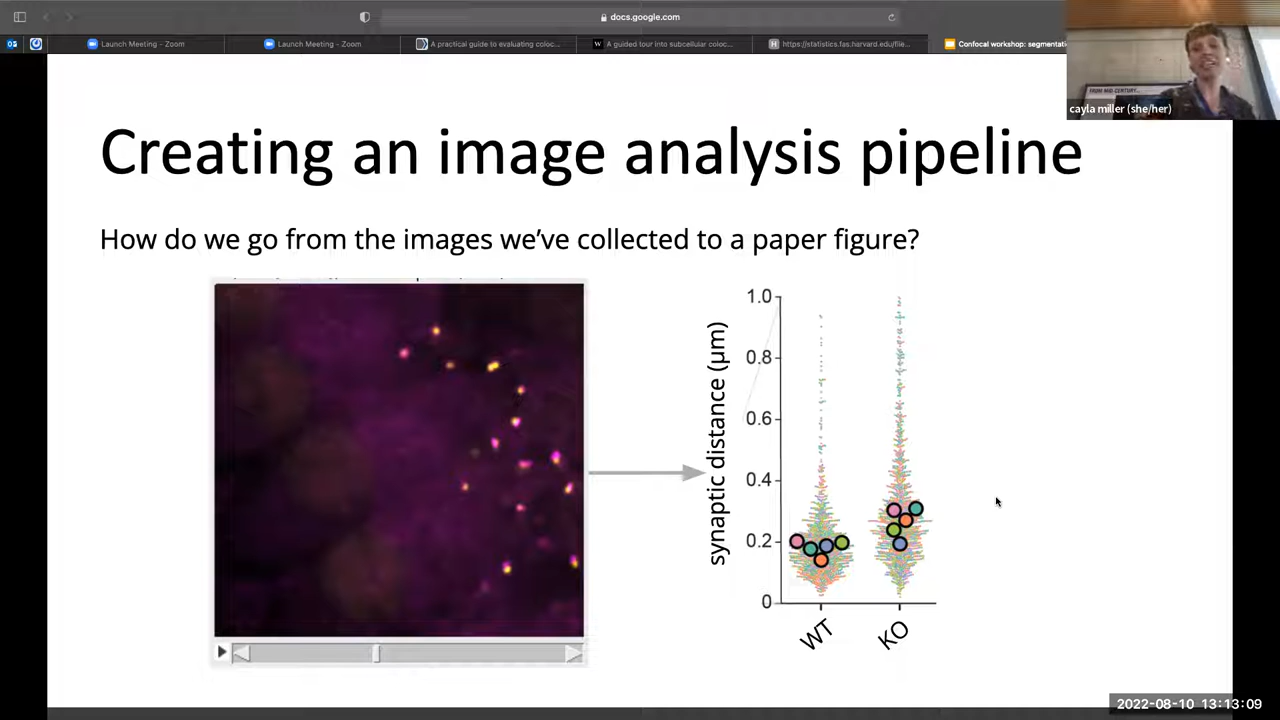 docs.google.com
Launch Meeting - Zoom
Launch Meeting - Zoom
A practical guide to evaluating coloc...
A guided tour into subcellular coloc...
https://statistics.fas.harvard.edu/file...
Confocal workshop: segmentati
FROM MID CENTURY...
cayla miller (she/her)
Creating an image analysis pipeline
How do we go from the images we've collected to a paper figure?
synaptic distance (µm)
1.0
0.8
0.6
0.4
0.2
0
WT
KO
2022-08-10 13:13:09